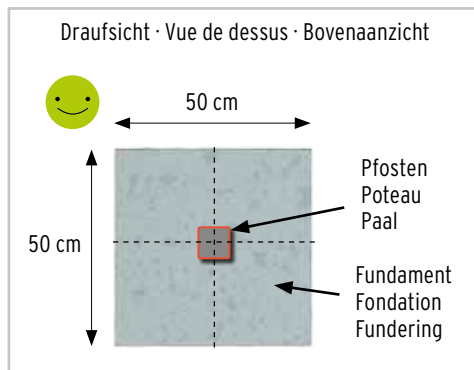 Draufsicht · Vue de dessus · Bovenaanzicht
50 cm
50 cm
Pfosten
Poteau
Paal
Fundament
Fondation
Fundering